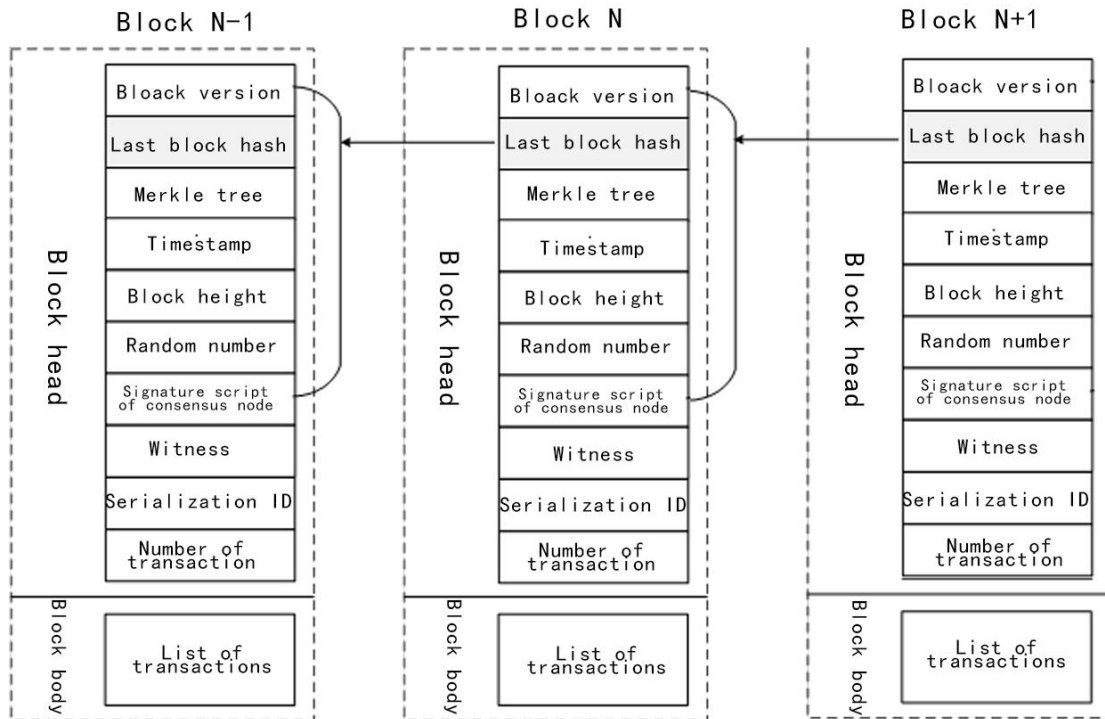 Block N-1
Bloack version
Last block hash
Merkle tree
Timestamp
Block height
Random number
Signature script
of consensus node
Witness
Serialization ID
Number of
transaction
Block head
List of
transactions
Block body
Block N
Bloack version
Last block hash
Merkle tree
Timestamp
Block height
Random number
Signature script
of consensus node
Witness
Serialization ID
Number of
transaction
Block head
List of
transactions
Block body
Block N+1
Bloack version
Last block hash
Merkle tree
Timestamp
Block height
Random number
Signature script
of consensus node
Witness
Serialization ID
Number of
transaction
Block head
List of
transactions
Block body